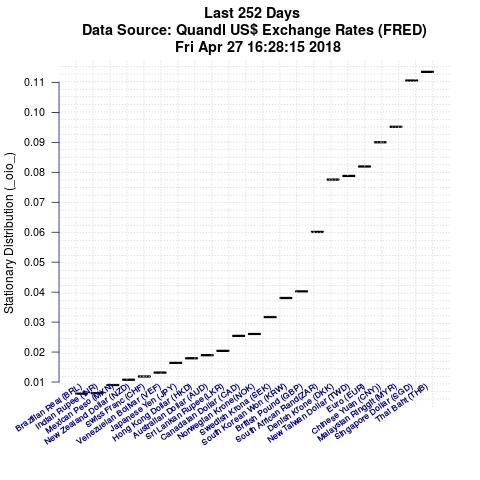 Last 252 Days
Data Source: Quandl US$ Exchange Rates (FRED)
Fri Apr 27 16:28:15 2018
Stationary Distribution (_oio_)
0.11
0.10
0.09
0.08
0.07
0.06
0.05
0.04
0.03
0.02
0.01
Brazilian Real (BRL)
Indian Rupee (INR)
Mexican Peso (MXN)
New Zealand Dollar (NZD)
Swiss Franc (CHF)
Venezuelan Bolivar (VEF)
Japanese Yen (JPY)
Hong Kong Dollar (HKD)
Australian Dollar (AUD)
Sri Lankan Rupee(LKR)
Canadian Dollar (CAD)
Norwegian Krone(NOK)
Swedish Krona (SEK)
South Korean Won (KRW)
British Pound (GBP)
South African Rand(ZAR)
Denish Krone (DKK)
New Taiwan Dollar (TWD)
Euro (EUR)
Chinese Yuan (CNY)
Malaysian Ringgit (MYR)
Singapore Dollar (SGD)
Thai Baht (THB)